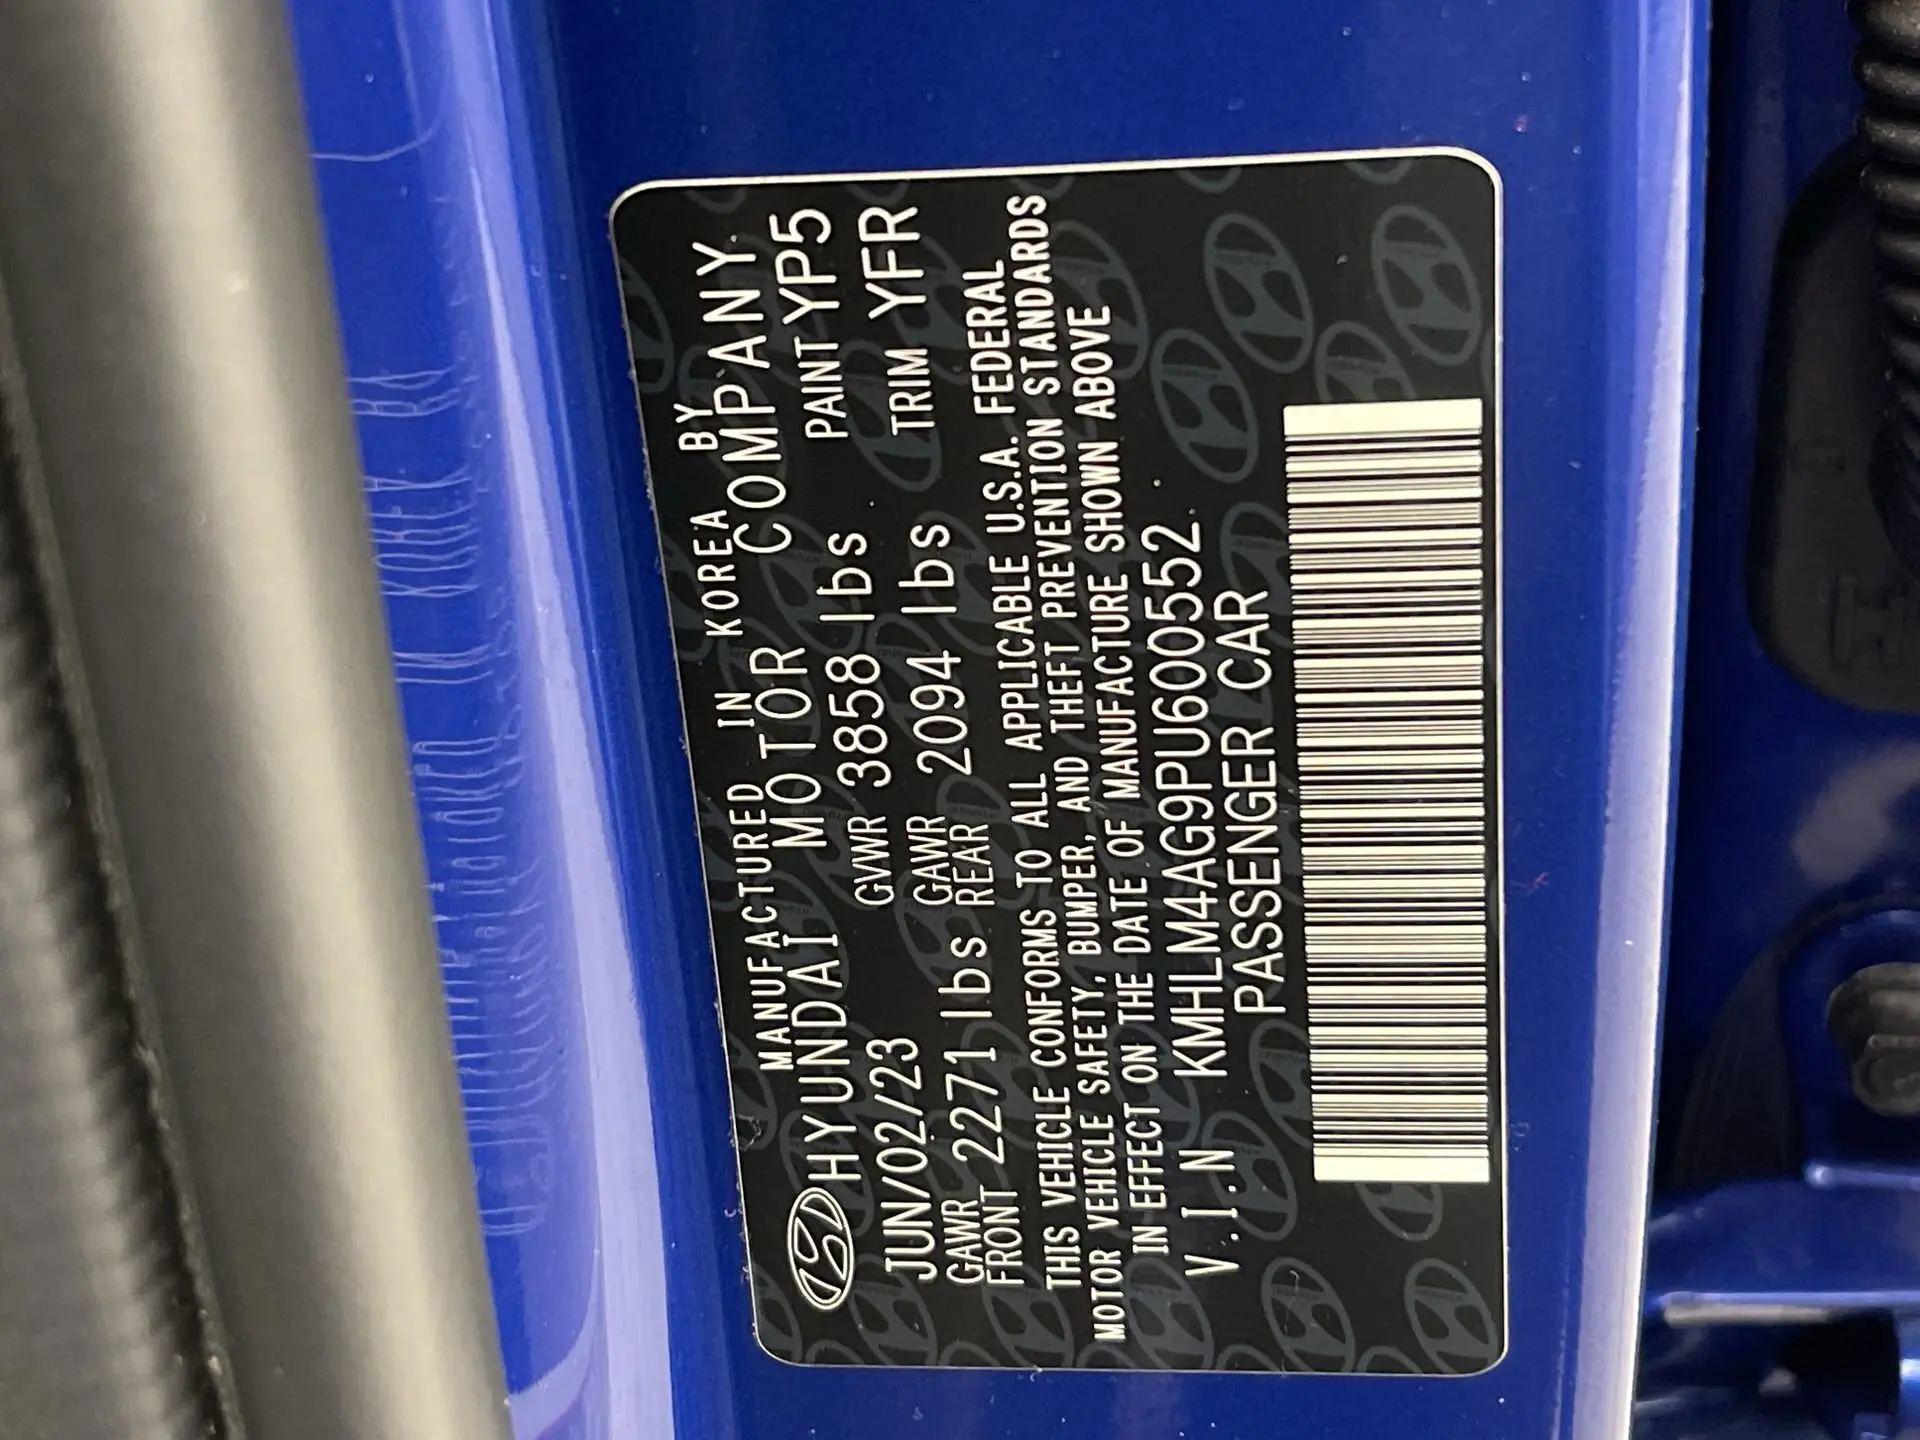 MANUFACTURED IN KOREA BY
HYUNDAI MOTOR COMPANY
JUN/02/23 GVWR 3858 lbs PAINT YP5
GAWR FRONT 2271 lbs GAWR REAR 2094 lbs TRIM YFR
THIS VEHICLE CONFORMS TO ALL APPLICABLE U.S.A. FEDERAL
MOTOR VEHICLE SAFETY, BUMPER, AND THEFT PREVENTION STANDARDS
IN EFFECT ON THE DATE OF MANUFACTURE SHOWN ABOVE
V.I.N KMHLM4AG9PU600552
PASSENGER CAR